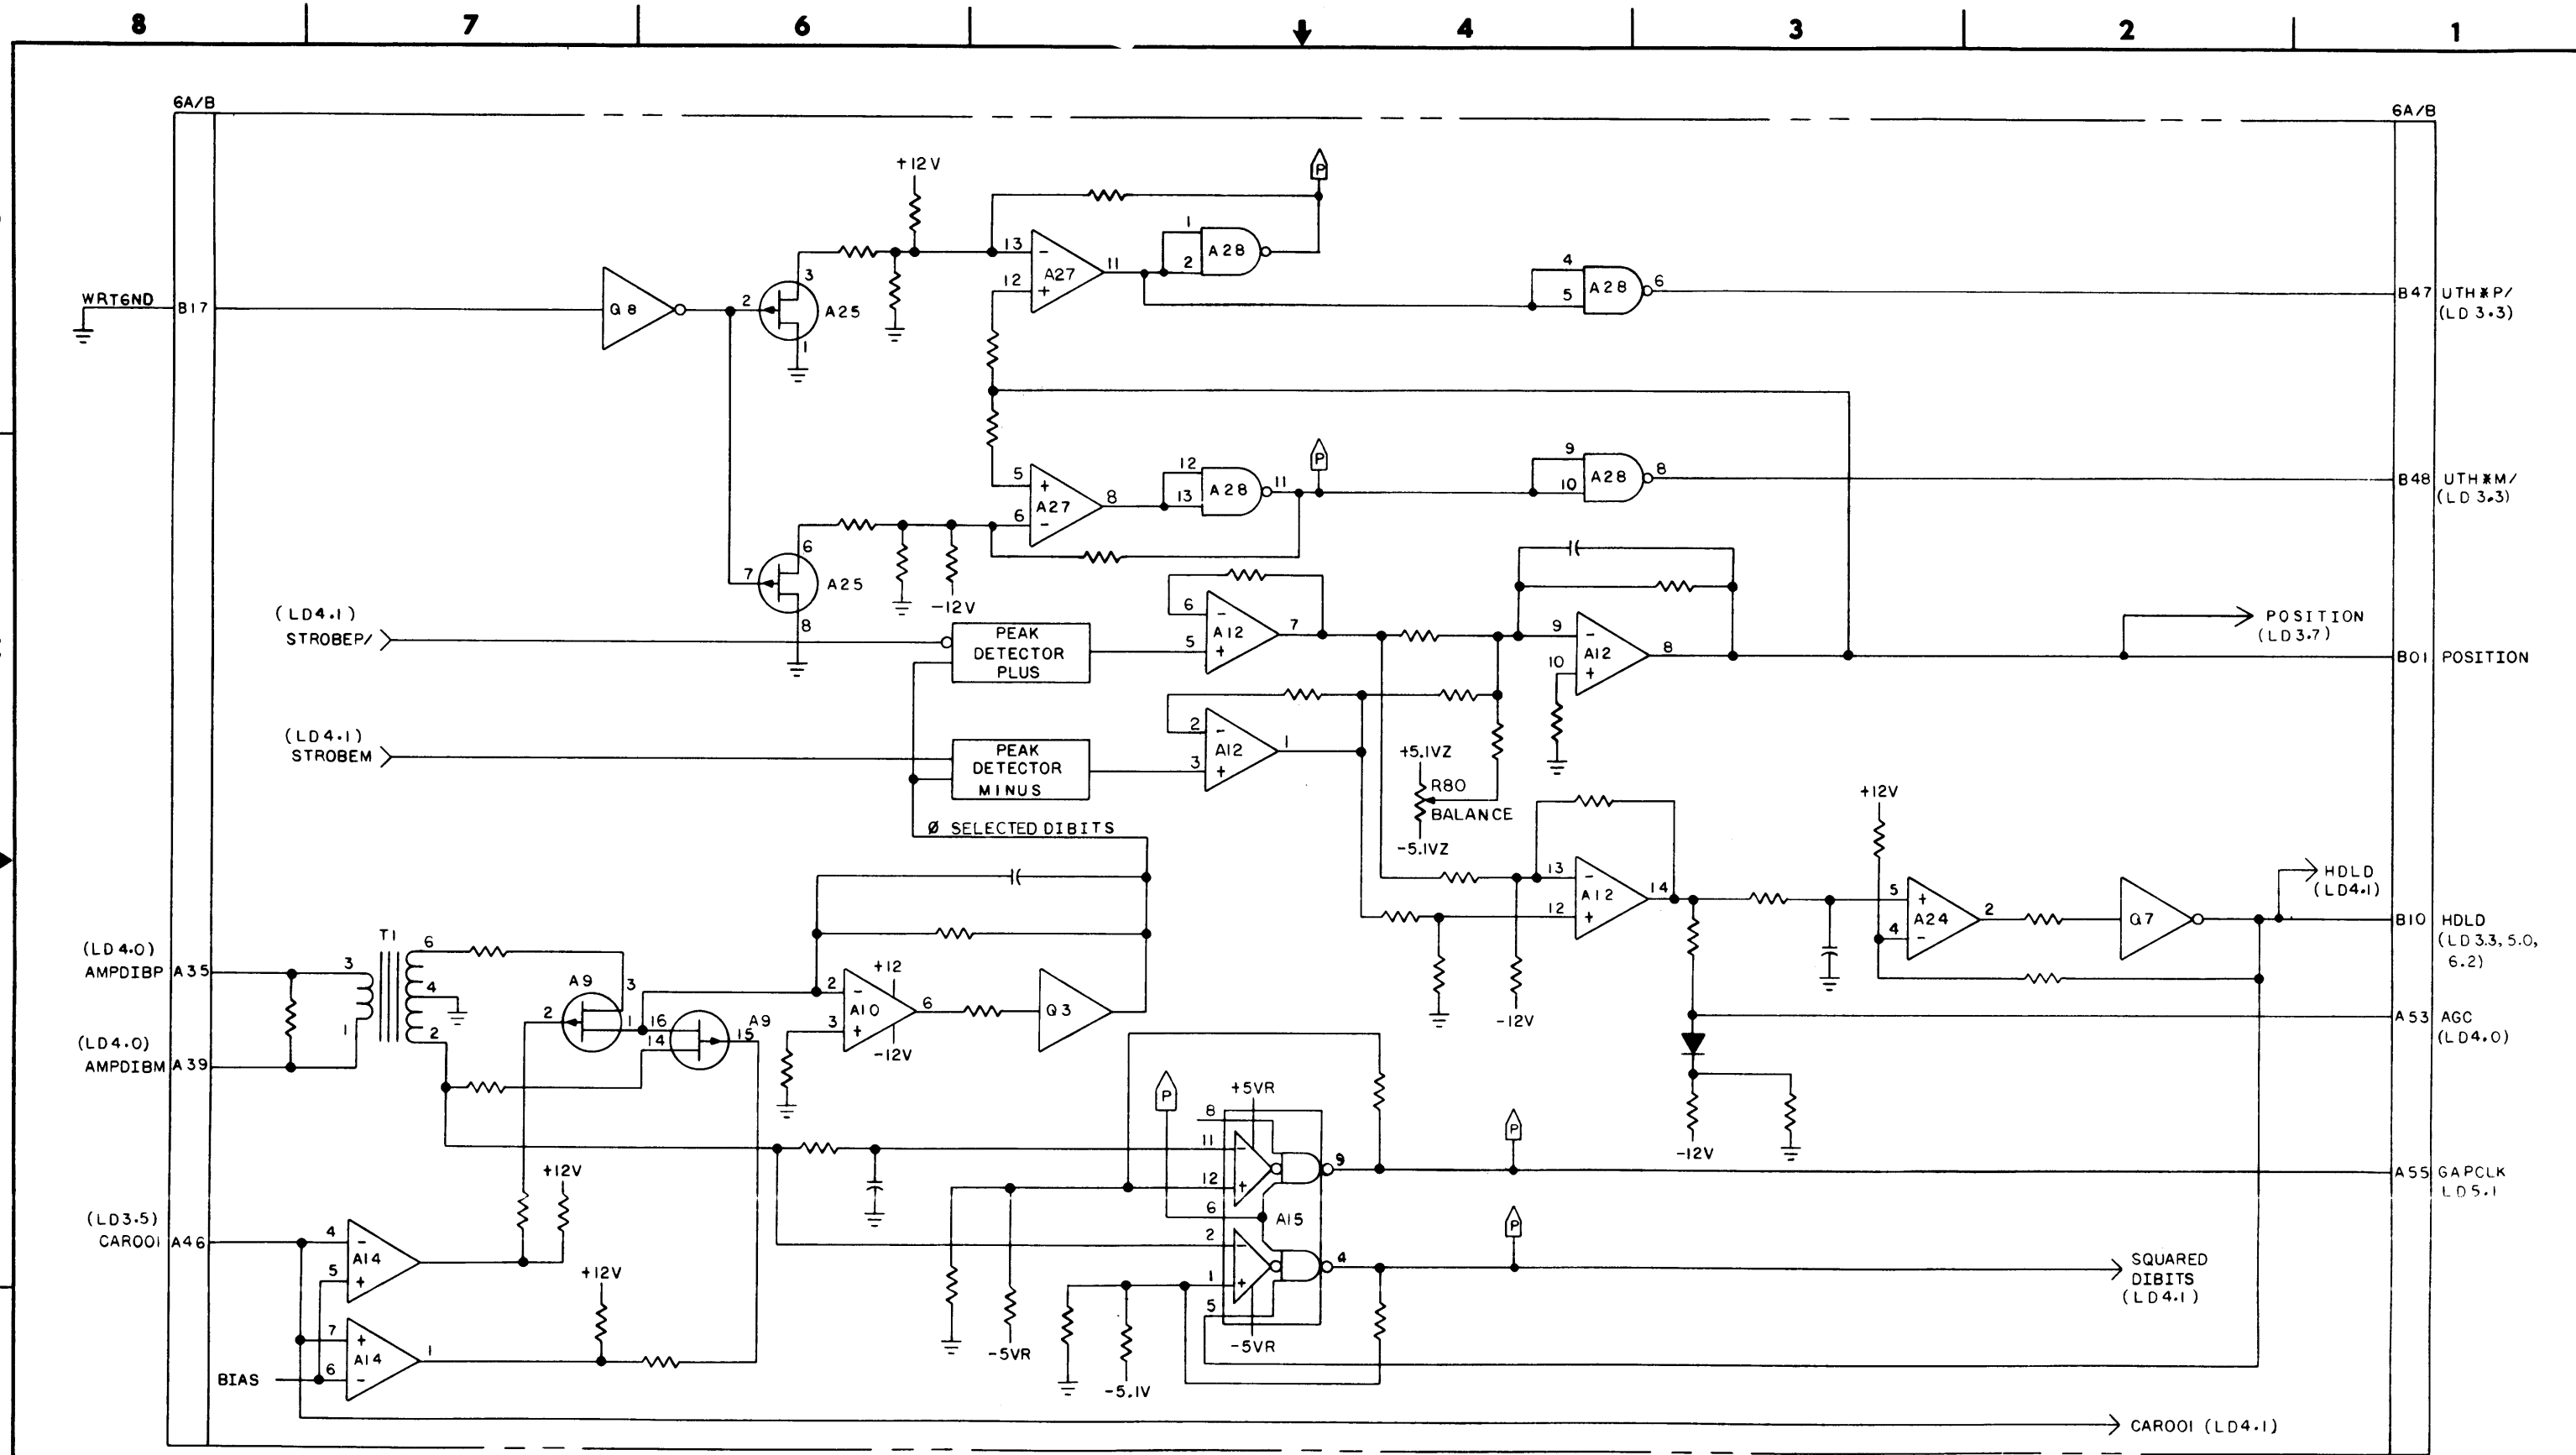 8 7 6 4 3 2 1
6A/B
6A/B
+12V
P
1
13 -
A28
3
A27
11
2
12 +
4
6
A28
5
WRTGND
B17
Q8
2
A25
1
B47 UTH*P/
(LD 3.3)
P
9
12
8
5 +
A28
11
A28
13
10
A27
8
6 -
B48 UTH*M/
(LD 3.3)
6
7
A25
-12V
8
(LD4.1)
STROBEP/
PEAK
DETECTOR
PLUS
6 -
A12
7
5 +
9 -
A12
8
10
+
POSITION
(LD3.7)
B01 POSITION
(LD4.1)
STROBEM
PEAK
DETECTOR
MINUS
2 -
A12
1
3 +
+5.1VZ
R80
BALANCE
-5.1VZ
Ø SELECTED DIBITS
+12V
13 -
A12
14
12 +
5 +
A24
2
4 -
Q7
HDLD
(LD4.1)
B10 HDLD
(LD 3.3, 5.0,
6.2)
(LD4.0)
AMPDIBP A35
T1
6
3
4
1
2
A9
3
2
1
16
A9
14
15
+12
2 -
A10
6
3 +
-12V
Q3
-12V
A53 AGC
(LD4.0)
(LD4.0)
AMPDIBM A39
P
+5VR
8
11 -
9
12 +
6
A15
2 -
4
1 +
5
-5VR
P
-12V
A55 GAPCLK
LD5.1
+12V
(LD3.5)
CAR001 A46
4 -
A14
5 +
+12V
7 +
A14
1
6 -
BIAS
-5VR
-5.1V
P
SQUARED
DIBITS
(LD4.1)
CAR001 (LD4.1)